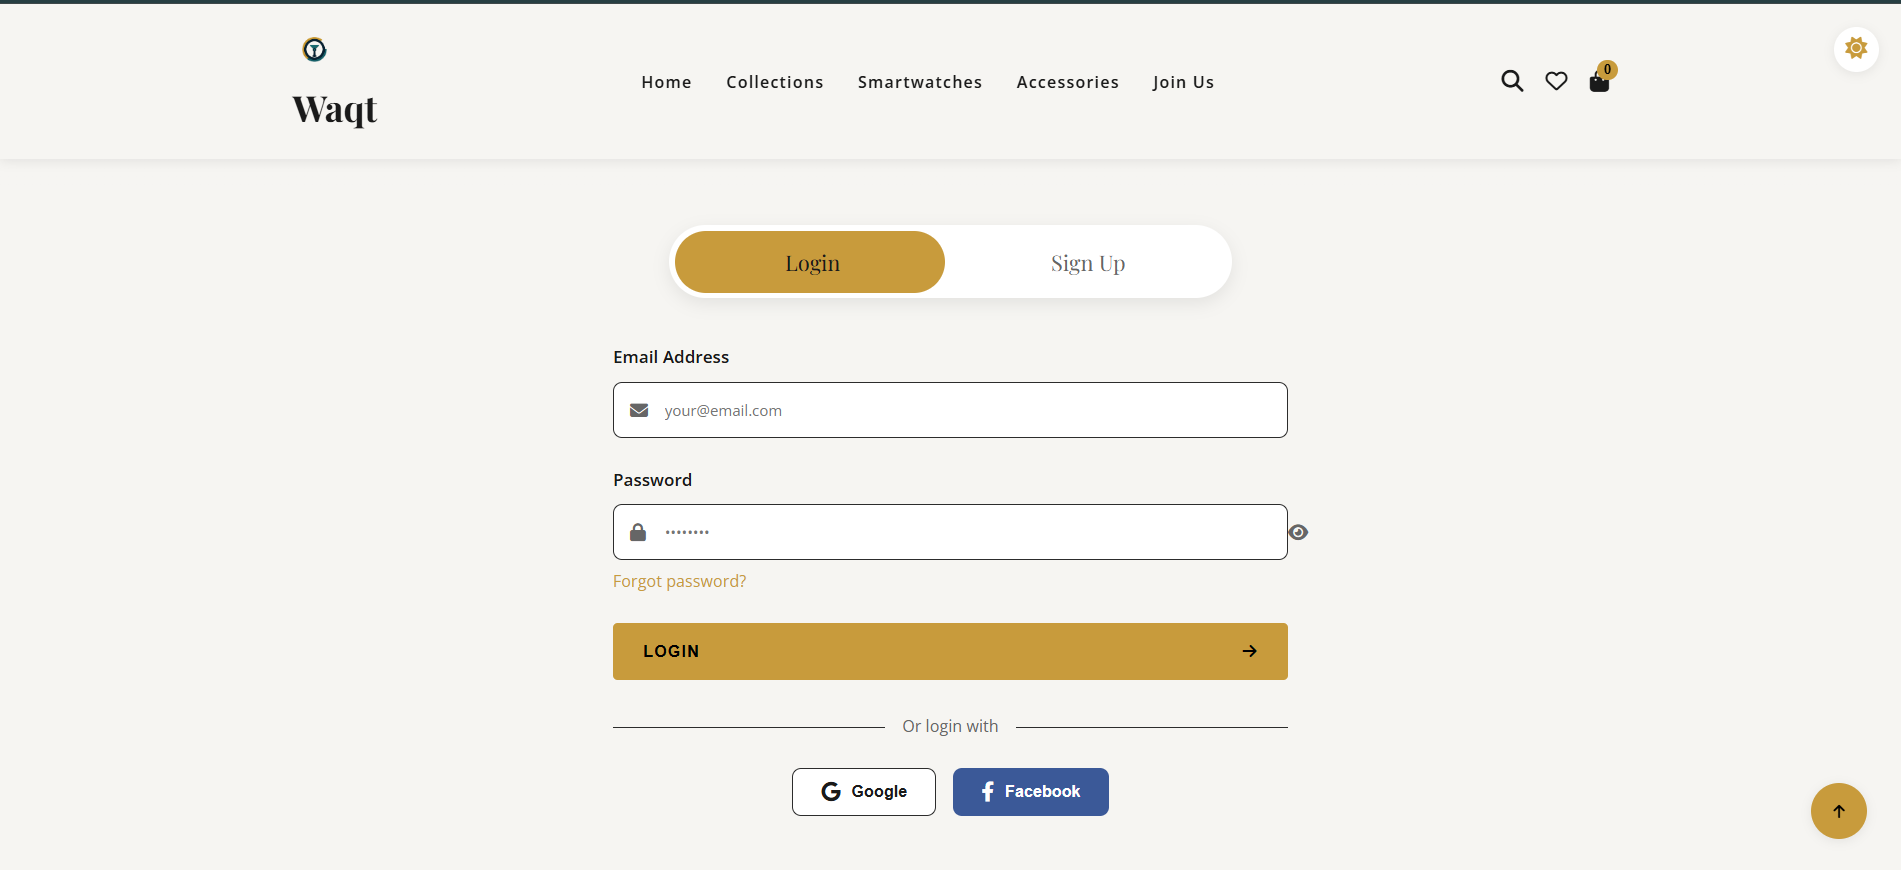 Waqt
Home Collections Smartwatches Accessories Join Us
0
Login Sign Up
Email Address
your@email.com
Password
••••••••
Forgot password?
LOGIN
Or login with
Google Facebook